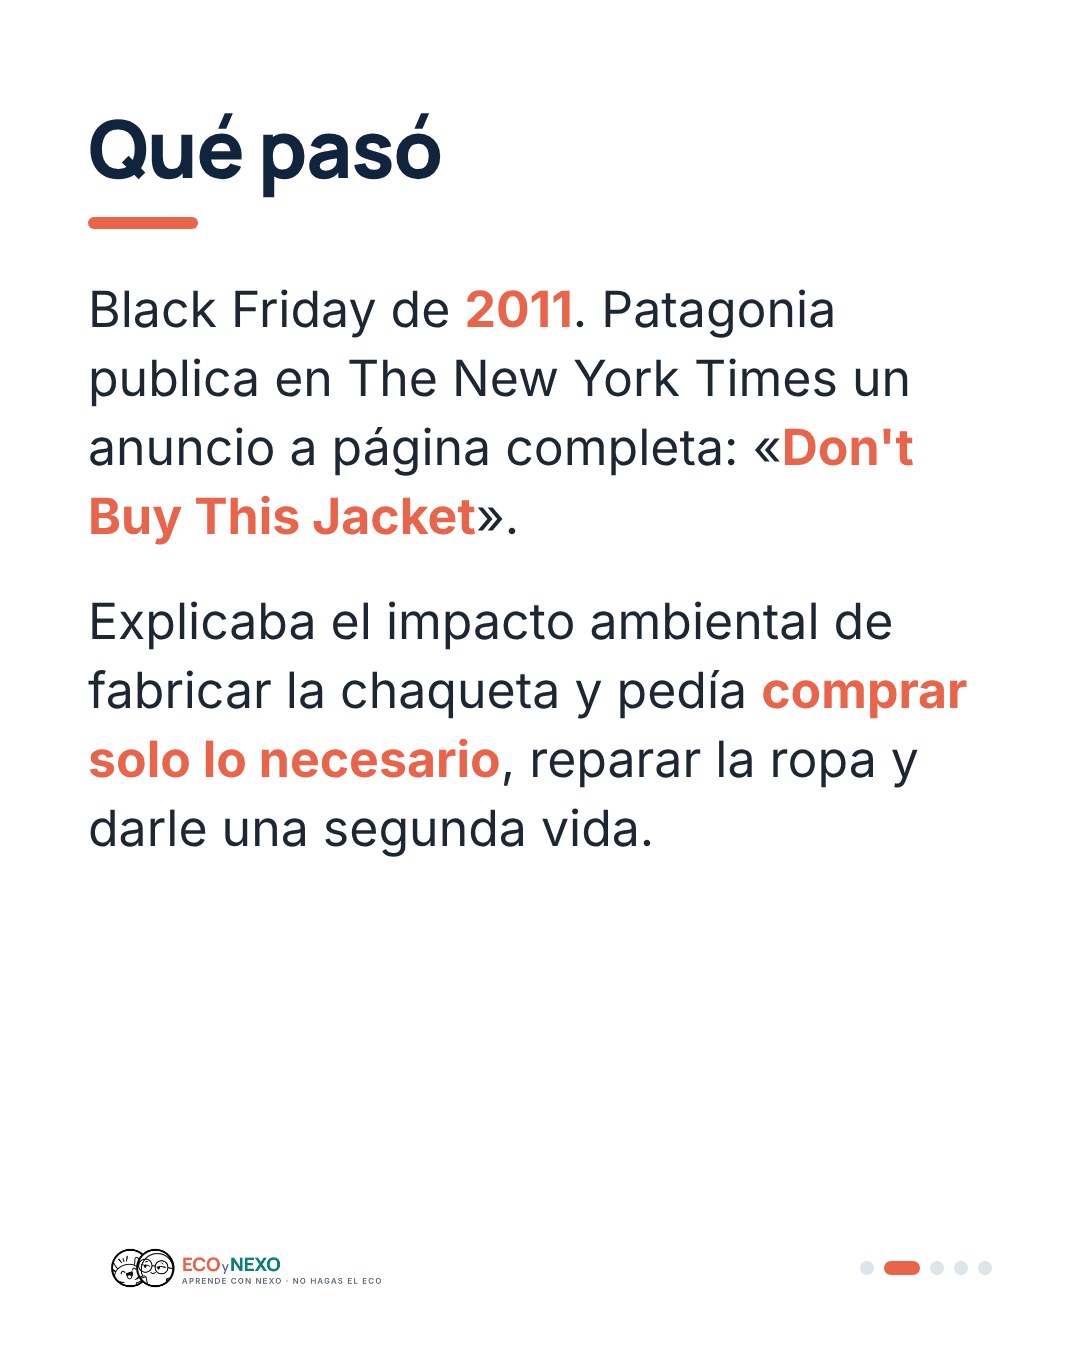 Qué pasó
Black Friday de 2011. Patagonia
publica en The New York Times un
anuncio a página completa: «Don't
Buy This Jacket».
Explicaba el impacto ambiental de
fabricar la chaqueta y pedía comprar
solo lo necesario, reparar la ropa y
darle una segunda vida.
ECO y NEXO
APRENDE CON NEXO · NO HAGAS EL ECO